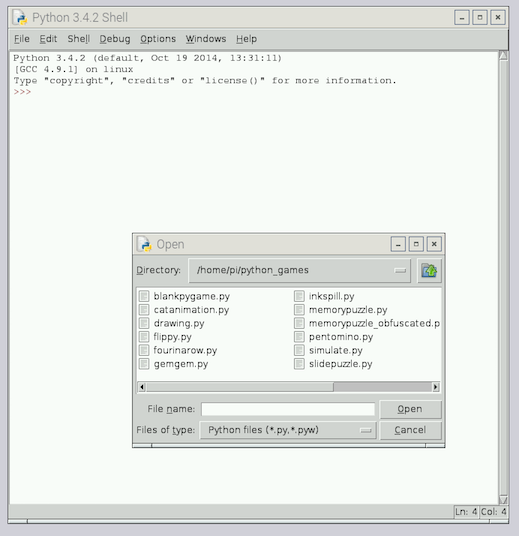 Python 3.4.2 Shell
File Edit Shell Debug Options Windows Help
Python 3.4.2 (default, Oct 19 2014, 13:31:11)
[GCC 4.9.1] on linux
Type "copyright", "credits" or "license()" for more information.
>>>
Open
Directory: /home/pi/python_games
blankpygame.py inkspill.py
catanimation.py memorypuzzle.py
drawing.py memorypuzzle_obfuscated.p
flippy.py pentomino.py
fourinarow.py simulate.py
gemgem.py slidepuzzle.py
File name: Open
Files of type: Python files (*.py,*.pyw) Cancel
Ln: 4 Col: 4